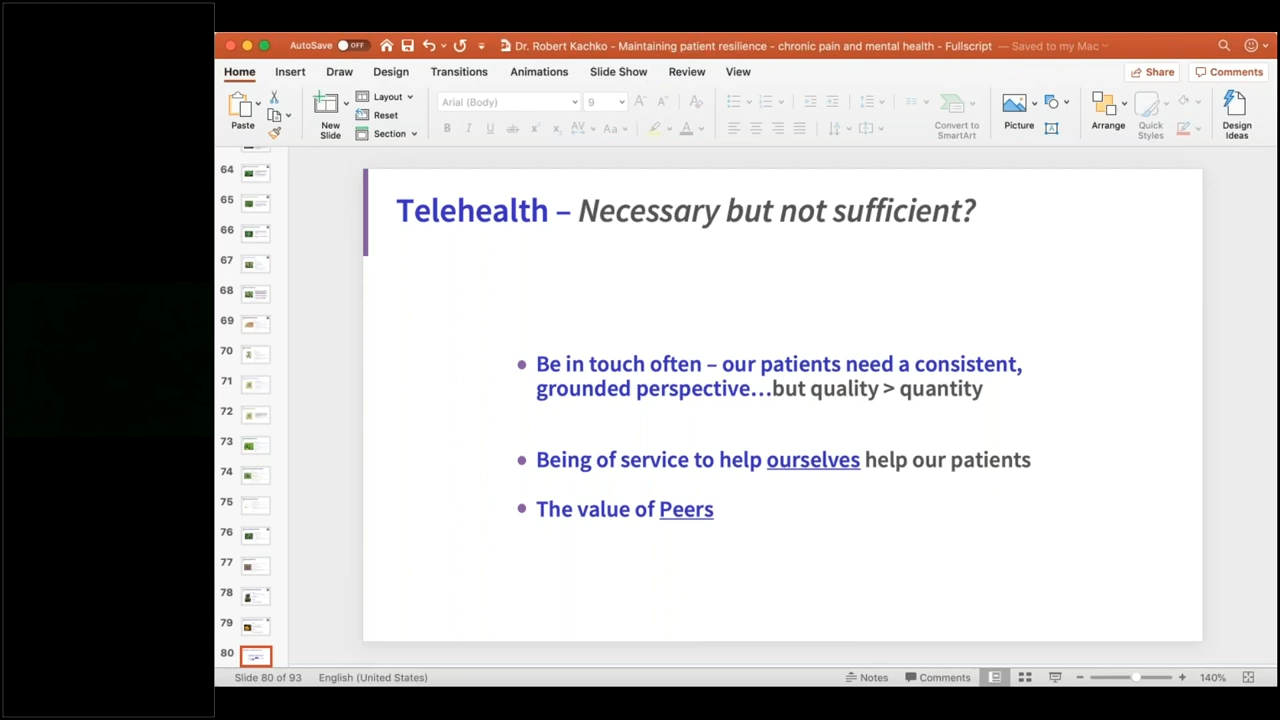 AutoSave OFF
Dr. Robert Kachko - Maintaining patient resilience - chronic pain and mental health - Fullscript — Saved to my Mac
Home Insert Draw Design Transitions Animations Slide Show Review View Share Comments
Paste
New Slide
Layout
Reset
Section
Arial (Body) 9
Convert to SmartArt
Picture
Arrange
Quick Styles
Design Ideas
64
65
66
67
68
69
70
71
72
73
74
75
76
77
78
79
80
Telehealth – Necessary but not sufficient?
Be in touch often – our patients need a consistent,
grounded perspective…but quality > quantity
Being of service to help ourselves help our patients
The value of Peers
Slide 80 of 93 English (United States) Notes Comments 140%